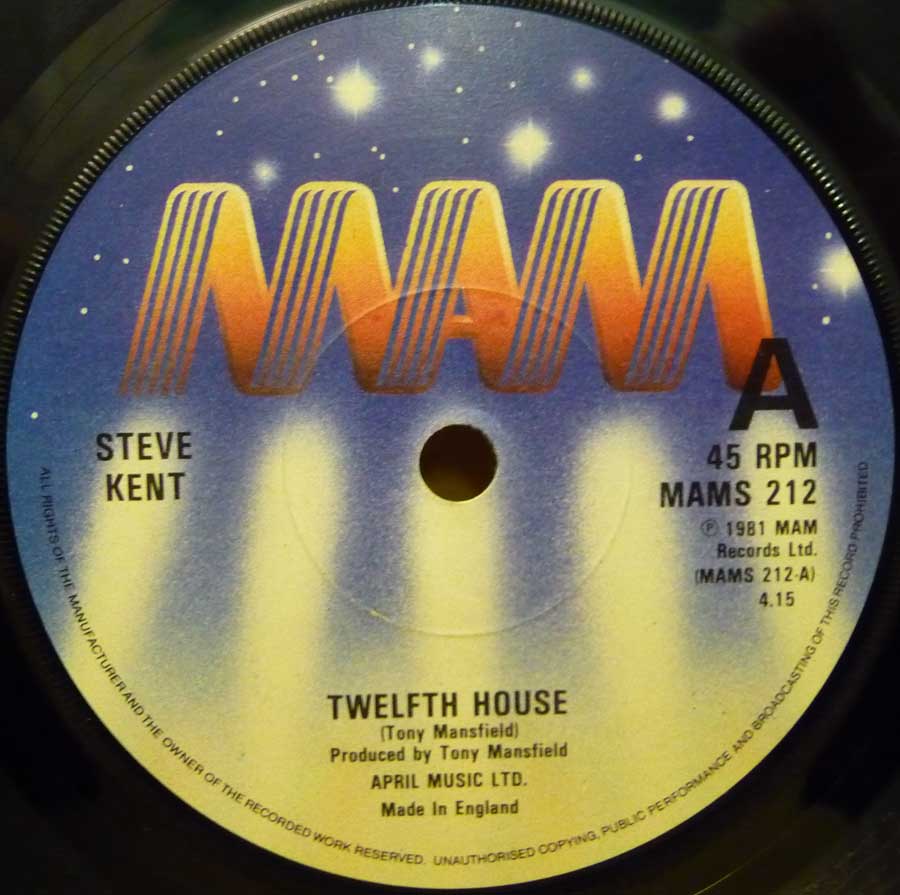 MAM
A
STEVE
KENT
45 RPM
MAMS 212
℗ 1981 MAM
Records Ltd.
(MAMS 212-A)
4.15
TWELFTH HOUSE
(Tony Mansfield)
Produced by Tony Mansfield
APRIL MUSIC LTD.
Made In England
ALL RIGHTS OF THE MANUFACTURER AND THE OWNER OF THE RECORDED WORK RESERVED. UNAUTHORISED COPYING, PUBLIC PERFORMANCE AND BROADCASTING OF THIS RECORD PROHIBITED